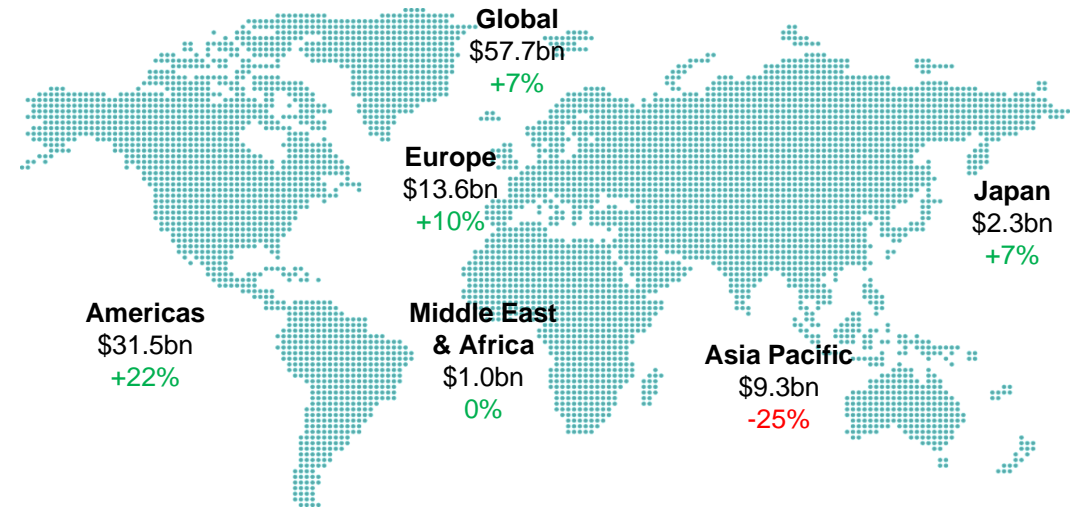 Global
$57.7bn
+7%
Europe
$13.6bn
+10%
Japan
$2.3bn
+7%
Americas
$31.5bn
+22%
Middle East
& Africa
$1.0bn
0%
Asia Pacific
$9.3bn
-25%